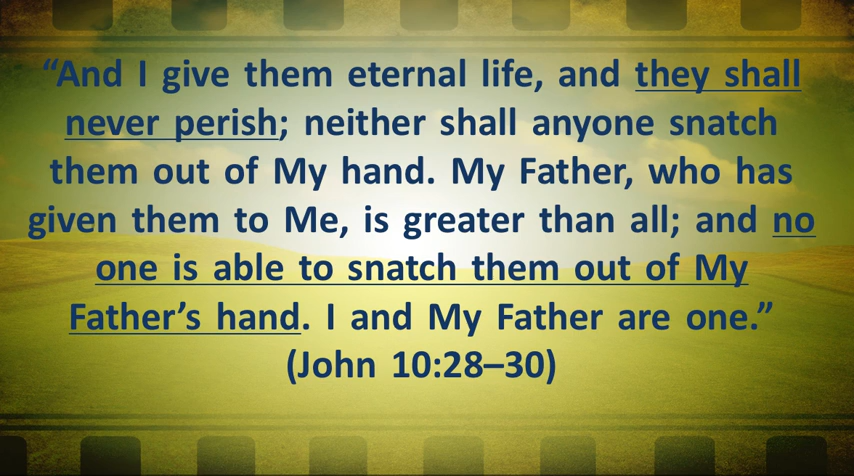 “And I give them eternal life, and they shall
never perish; neither shall anyone snatch
them out of My hand. My Father, who has
given them to Me, is greater than all; and no
one is able to snatch them out of My
Father’s hand. I and My Father are one.”
(John 10:28–30)